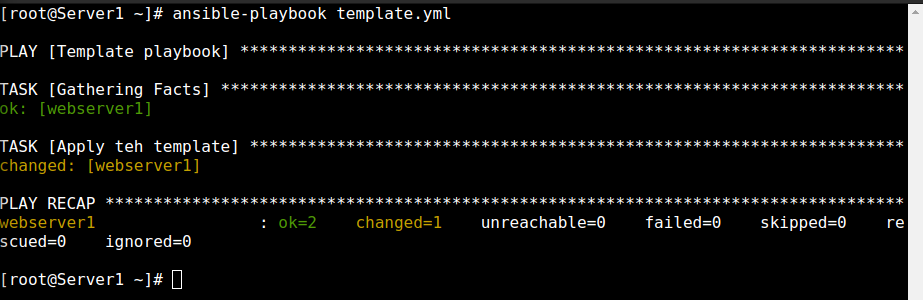 [root@Server1 ~]# ansible-playbook template.yml
PLAY [Template playbook] *********************************************************************
TASK [Gathering Facts] ***********************************************************************
ok: [webserver1]
TASK [Apply teh template] ********************************************************************
changed: [webserver1]
PLAY RECAP ***********************************************************************************
webserver1                 : ok=2    changed=1    unreachable=0    failed=0    skipped=0    re
scued=0    ignored=0
[root@Server1 ~]#